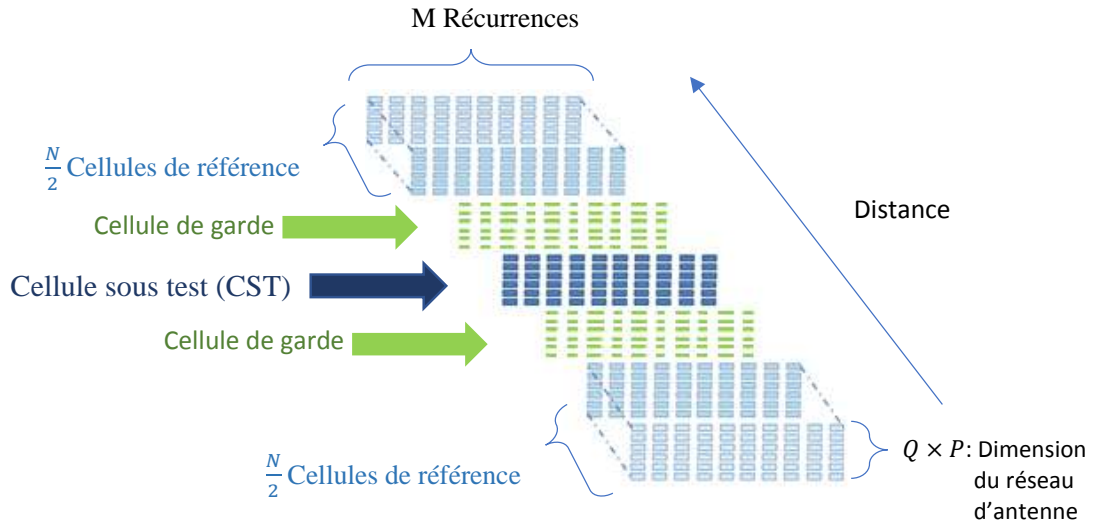 M Récurrences
N/2 Cellules de référence
Cellule de garde
Distance
Cellule sous test (CST)
Cellule de garde
N/2 Cellules de référence
Q × P: Dimension
du réseau
d'antenne